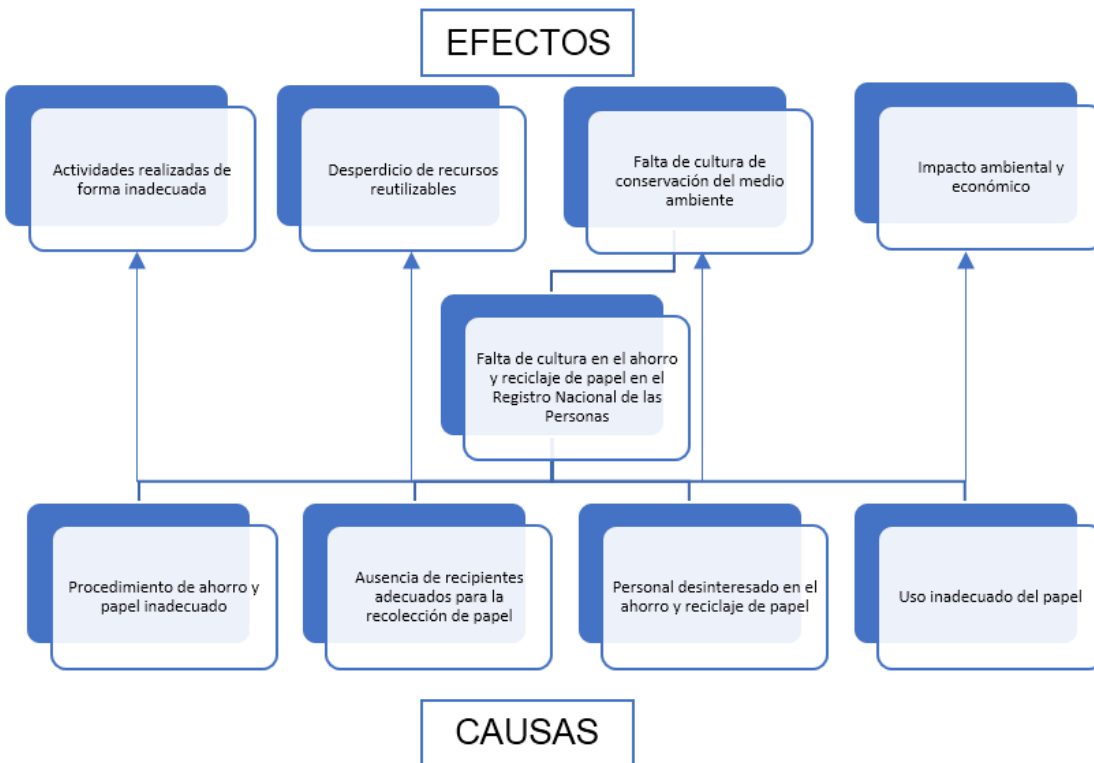 EFECTOS
Actividades realizadas de
forma inadecuada
Desperdicio de recursos
reutilizables
Falta de cultura de
conservación del medio
ambiente
Impacto ambiental y
económico
Falta de cultura en el ahorro
y reciclaje de papel en el
Registro Nacional de las
Personas
Procedimiento de ahorro y
papel inadecuado
Ausencia de recipientes
adecuados para la
recolección de papel
Personal desinteresado en el
ahorro y reciclaje de papel
Uso inadecuado del papel
CAUSAS